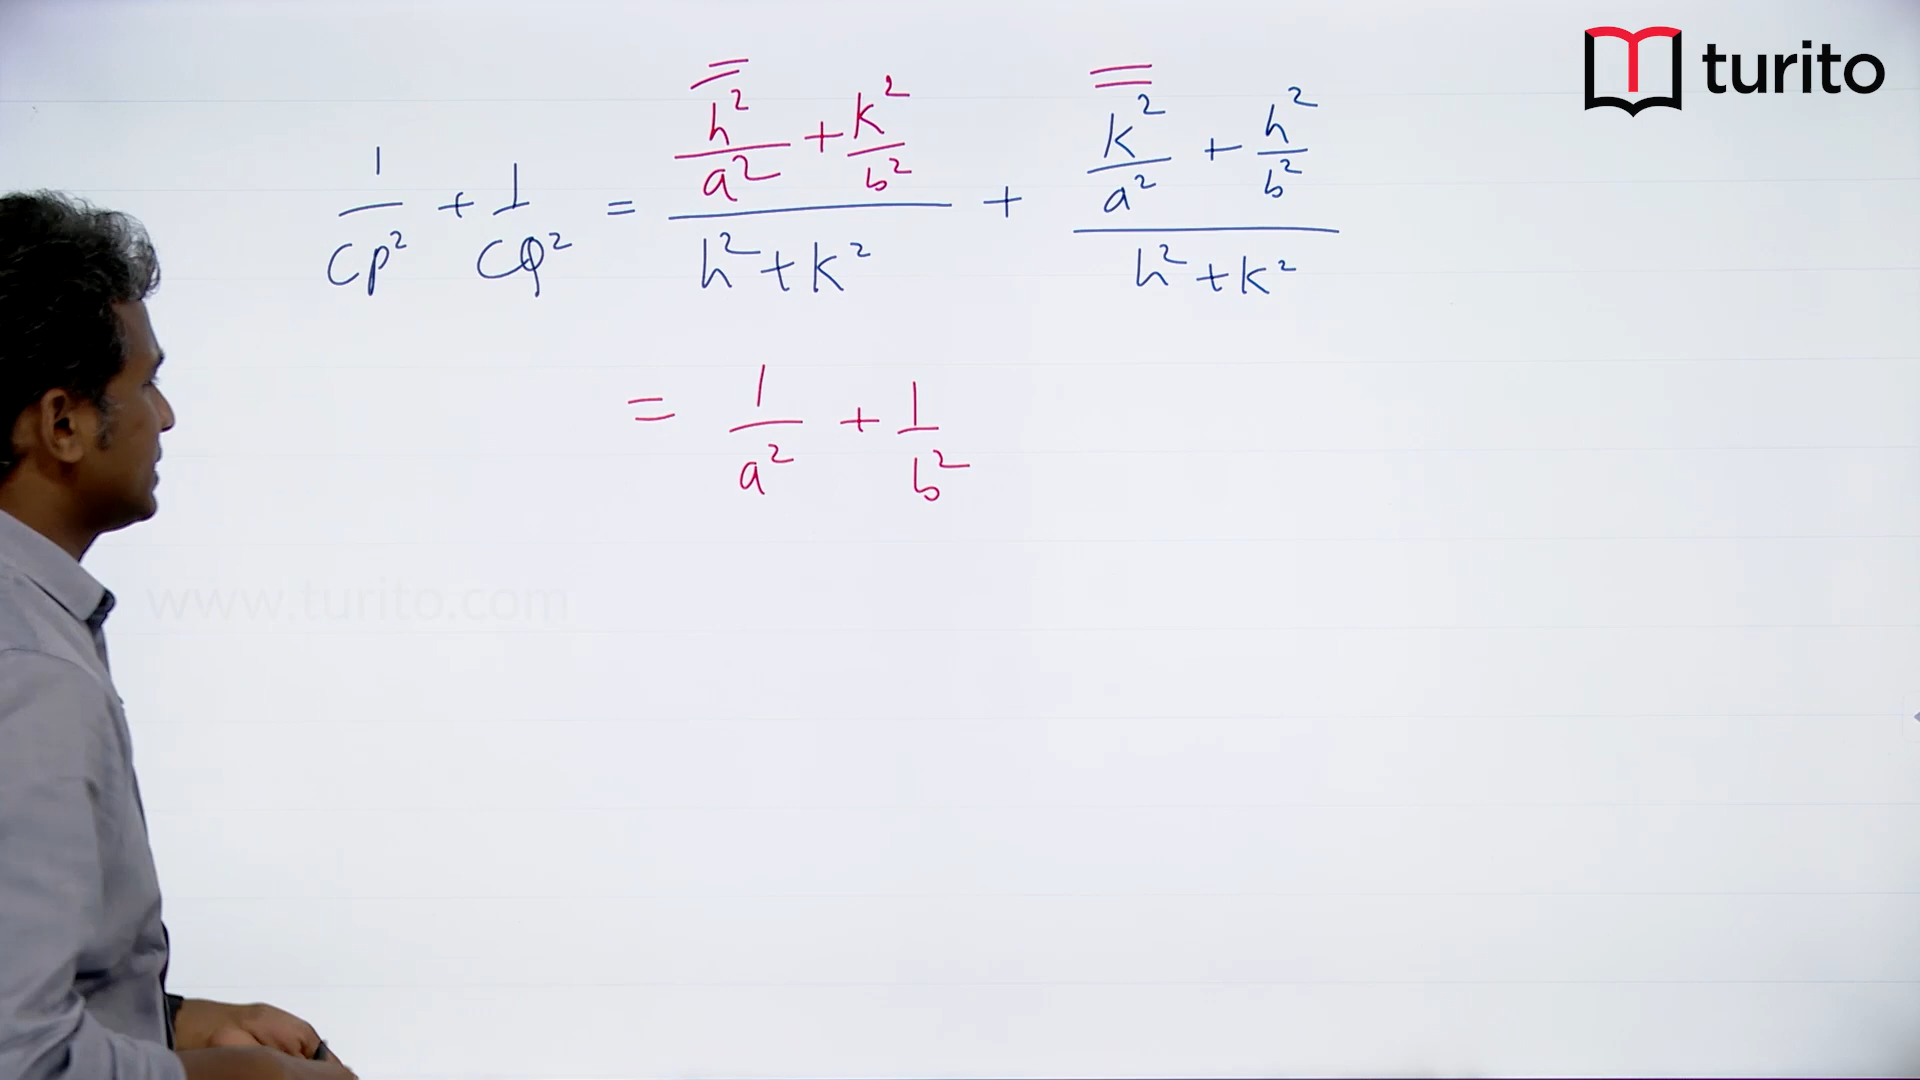 turito
1/CP² + 1/CQ² = (h²/a² + k²/b²)/(h² + k²) + (k²/a² + h²/b²)/(h² + k²)
= 1/a² + 1/b²
www.turito.com